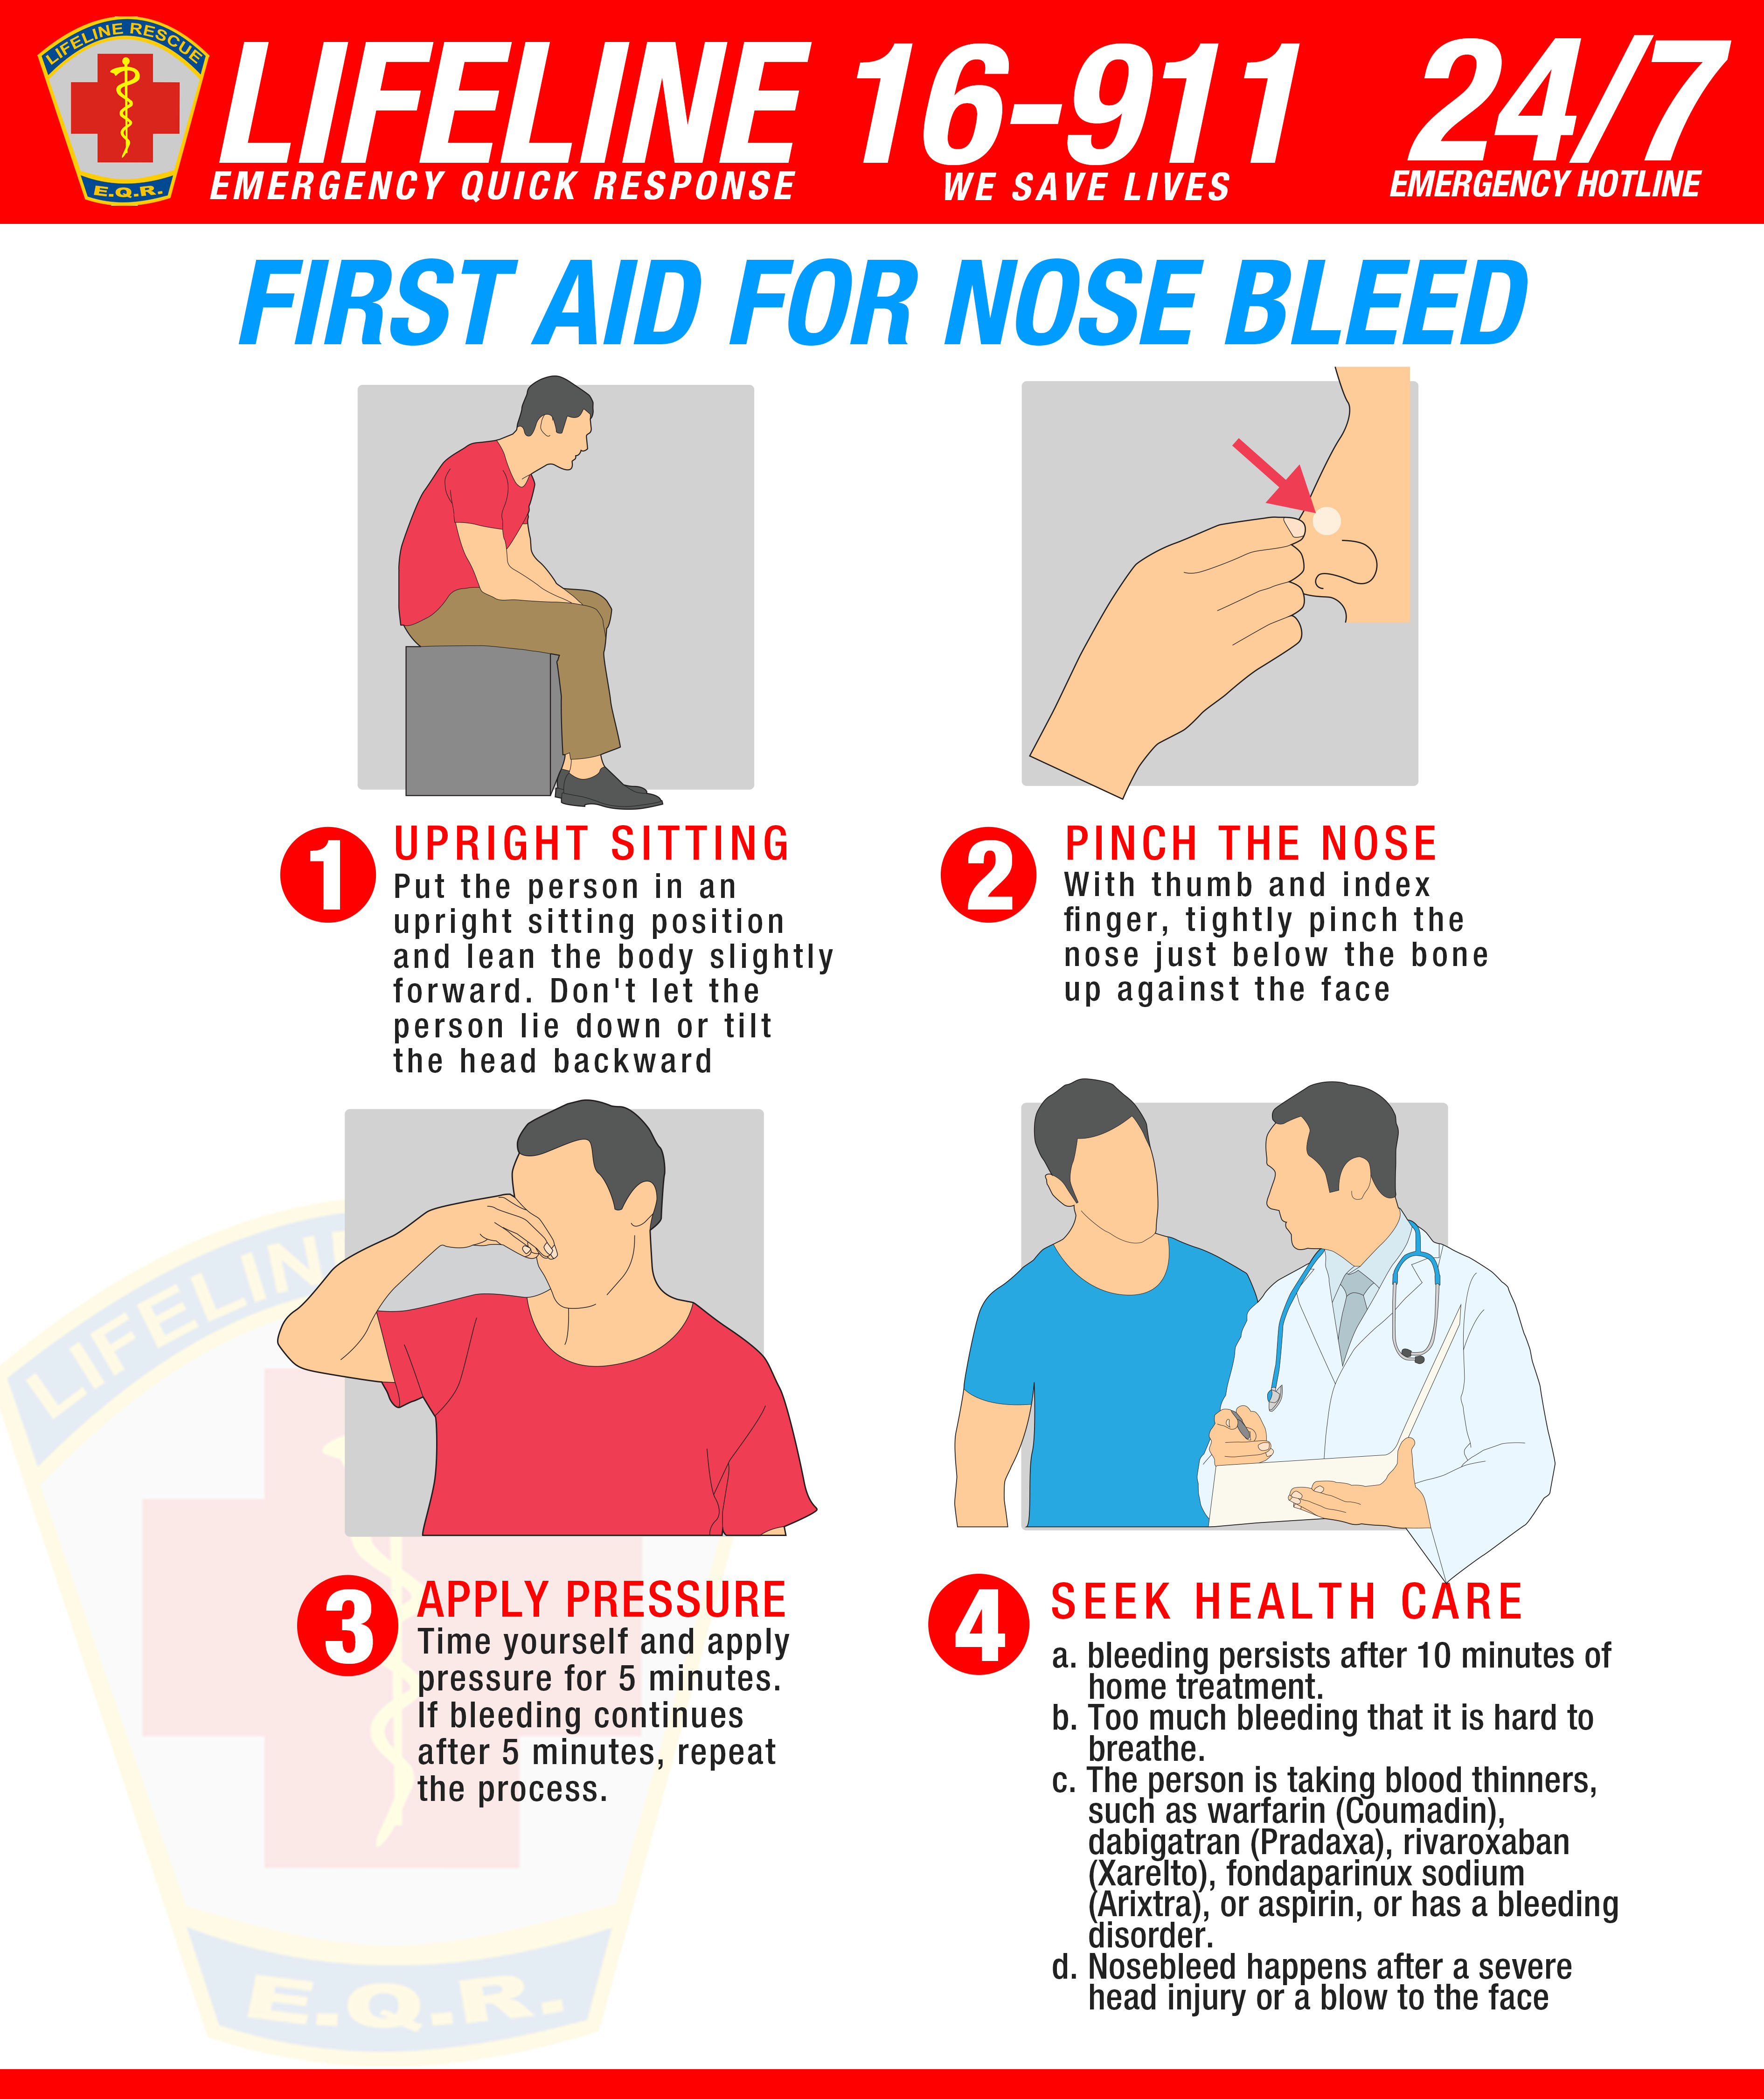 LIFELINE RESCUE
E.Q.R.
LIFELINE 16-911 24/7
EMERGENCY QUICK RESPONSE WE SAVE LIVES EMERGENCY HOTLINE
FIRST AID FOR NOSE BLEED
1 UPRIGHT SITTING
Put the person in an
upright sitting position
and lean the body slightly
forward. Don't let the
person lie down or tilt
the head backward
2 PINCH THE NOSE
With thumb and index
finger, tightly pinch the
nose just below the bone
up against the face
3 APPLY PRESSURE
Time yourself and apply
pressure for 5 minutes.
If bleeding continues
after 5 minutes, repeat
the process.
4 SEEK HEALTH CARE
a. bleeding persists after 10 minutes of
home treatment.
b. Too much bleeding that it is hard to
breathe.
c. The person is taking blood thinners,
such as warfarin (Coumadin),
dabigatran (Pradaxa), rivaroxaban
(Xarelto), fondaparinux sodium
(Arixtra), or aspirin, or has a bleeding
disorder.
d. Nosebleed happens after a severe
head injury or a blow to the face
LIFELIN
E.Q.R.